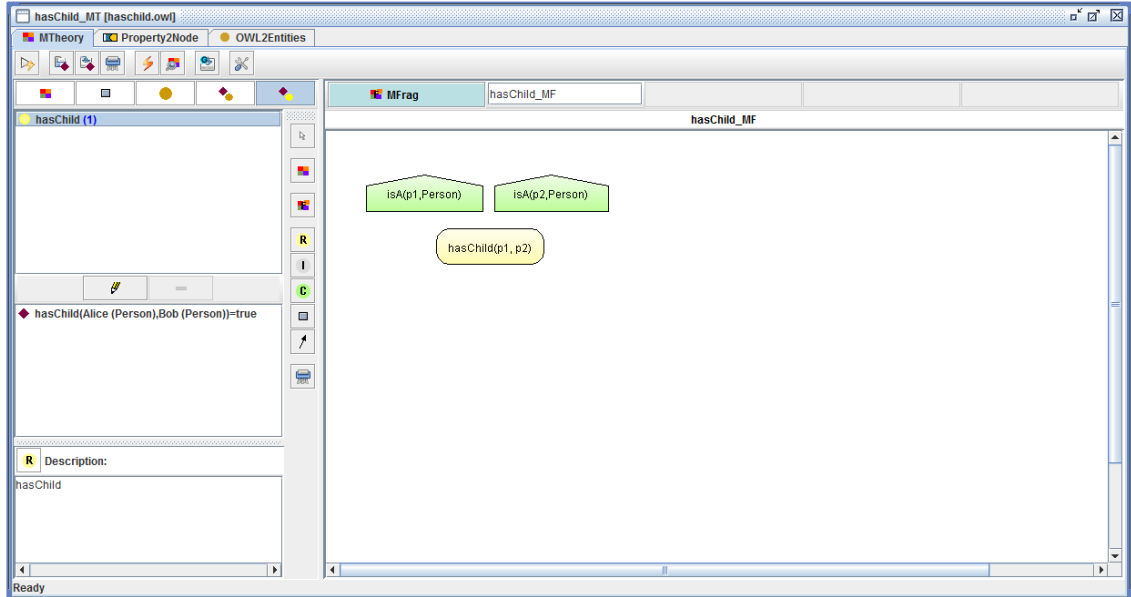 hasChild_MT [haschild.owl]
MTheory Property2Node OWL2Entities
MFrag hasChild_MF
hasChild (1)
hasChild_MF
isA(p1,Person) isA(p2,Person)
hasChild(p1, p2)
R
I
C
hasChild(Alice (Person),Bob (Person))=true
R Description:
hasChild
Ready